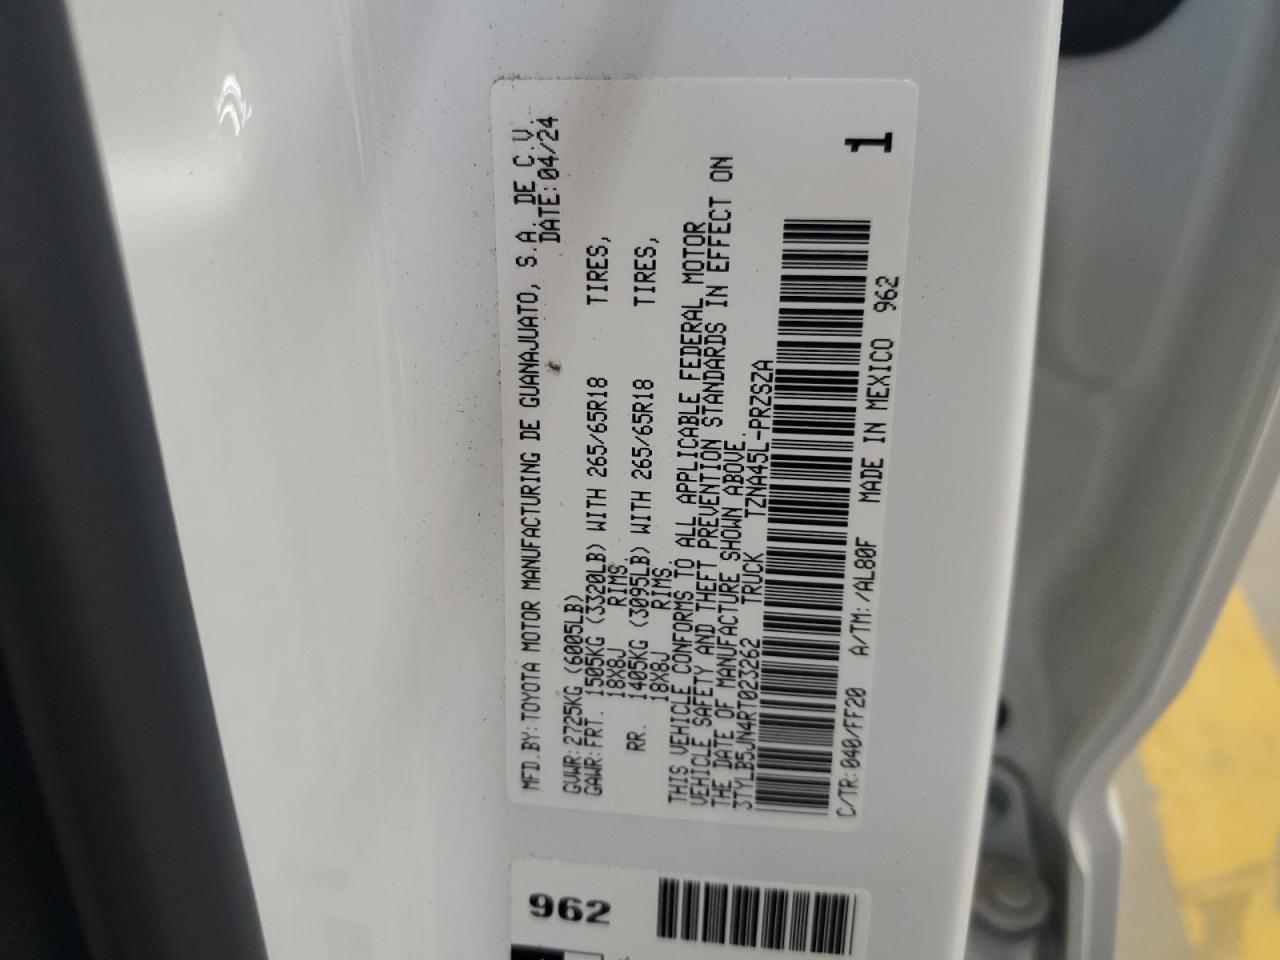 MFD.BY:TOYOTA MOTOR MANUFACTURING DE GUANAJUATO, S.A. DE C.V.
DATE:04/24
GVWR:2725KG (6005LB)
GAWR:FRT. 1505KG (3320LB) WITH 265/65R18 TIRES,
18X8J RIMS.
RR. 1405KG (3095LB) WITH 265/65R18 TIRES,
18X8J RIMS.
THIS VEHICLE CONFORMS TO ALL APPLICABLE FEDERAL MOTOR
VEHICLE SAFETY AND THEFT PREVENTION STANDARDS IN EFFECT ON
THE DATE OF MANUFACTURE SHOWN ABOVE.
3TYLB5JN4RT023262 TRUCK TZNA45L-PRZSZA
C/TR:040/FF20 A/TM:/AL80F MADE IN MEXICO 962
1
962